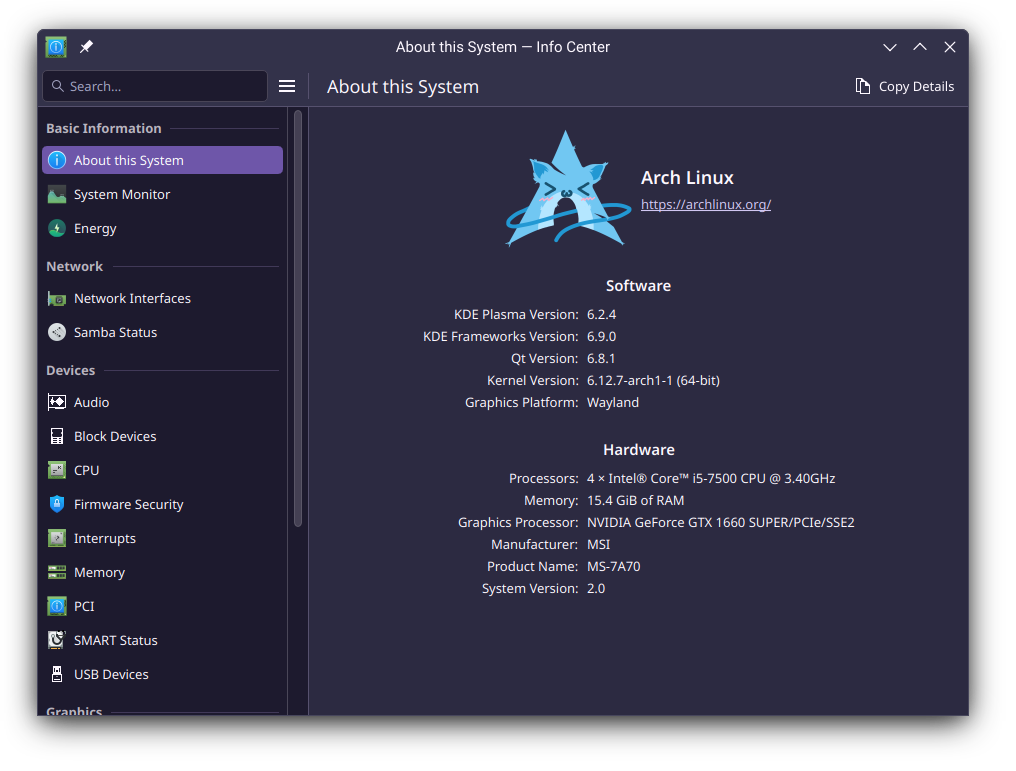 About this System — Info Center
Search...
About this System
Copy Details
Basic Information
About this System
System Monitor
Energy
Network
Network Interfaces
Samba Status
Devices
Audio
Block Devices
CPU
Firmware Security
Interrupts
Memory
PCI
SMART Status
USB Devices
Graphics
Arch Linux
https://archlinux.org/
Software
KDE Plasma Version: 6.2.4
KDE Frameworks Version: 6.9.0
Qt Version: 6.8.1
Kernel Version: 6.12.7-arch1-1 (64-bit)
Graphics Platform: Wayland
Hardware
Processors: 4 × Intel® Core™ i5-7500 CPU @ 3.40GHz
Memory: 15.4 GiB of RAM
Graphics Processor: NVIDIA GeForce GTX 1660 SUPER/PCIe/SSE2
Manufacturer: MSI
Product Name: MS-7A70
System Version: 2.0